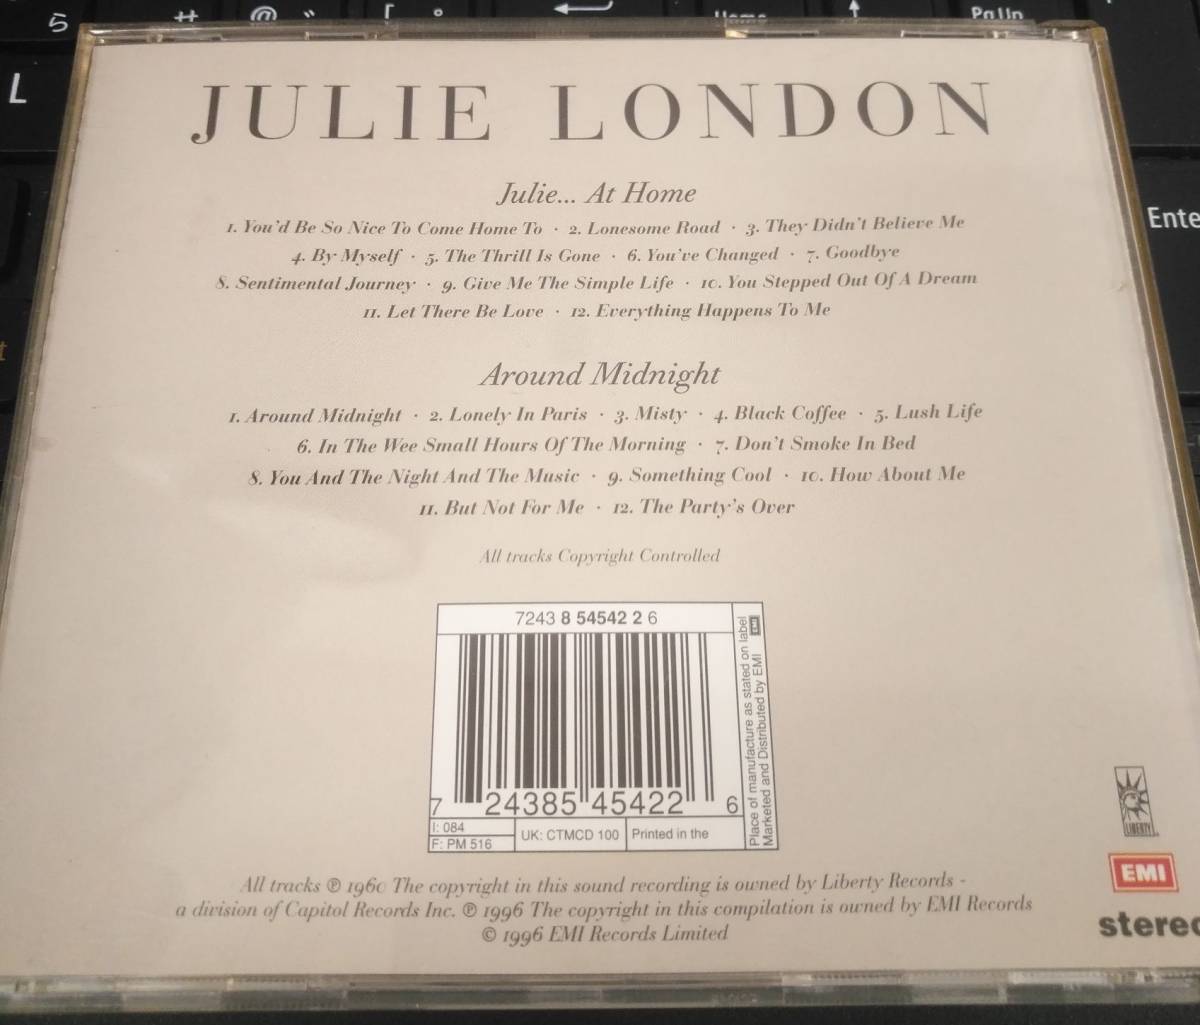 ら
# @ ゛ 「 ° Home ↑ PgUp
L
JULIE LONDON
Julie... At Home
1. You'd Be So Nice To Come Home To · 2. Lonesome Road · 3. They Didn't Believe Me
4. By Myself · 5. The Thrill Is Gone · 6. You've Changed · 7. Goodbye
8. Sentimental Journey · 9. Give Me The Simple Life · 10. You Stepped Out Of A Dream
11. Let There Be Love · 12. Everything Happens To Me
Around Midnight
1. Around Midnight · 2. Lonely In Paris · 3. Misty · 4. Black Coffee · 5. Lush Life
6. In The Wee Small Hours Of The Morning · 7. Don't Smoke In Bed
8. You And The Night And The Music · 9. Something Cool · 10. How About Me
11. But Not For Me · 12. The Party's Over
All tracks Copyright Controlled
7243 8 54542 2 6
7 24385 45422 6
I: 084
F: PM 516
UK: CTMCD 100
Printed in the
Place of manufacture as stated on label
Marketed and Distributed by EMI
EMI
All tracks ℗ 1960 The copyright in this sound recording is owned by Liberty Records -
a division of Capitol Records Inc. ℗ 1996 The copyright in this compilation is owned by EMI Records
© 1996 EMI Records Limited
LIBERTY
EMI
stereo
Ente